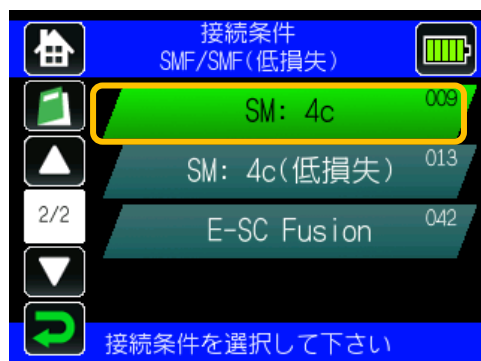 接続条件
SMF/SMF(低損失)
SM: 4c
009
SM: 4c(低損失)
013
2/2
E-SC Fusion
042
接続条件を選択して下さい